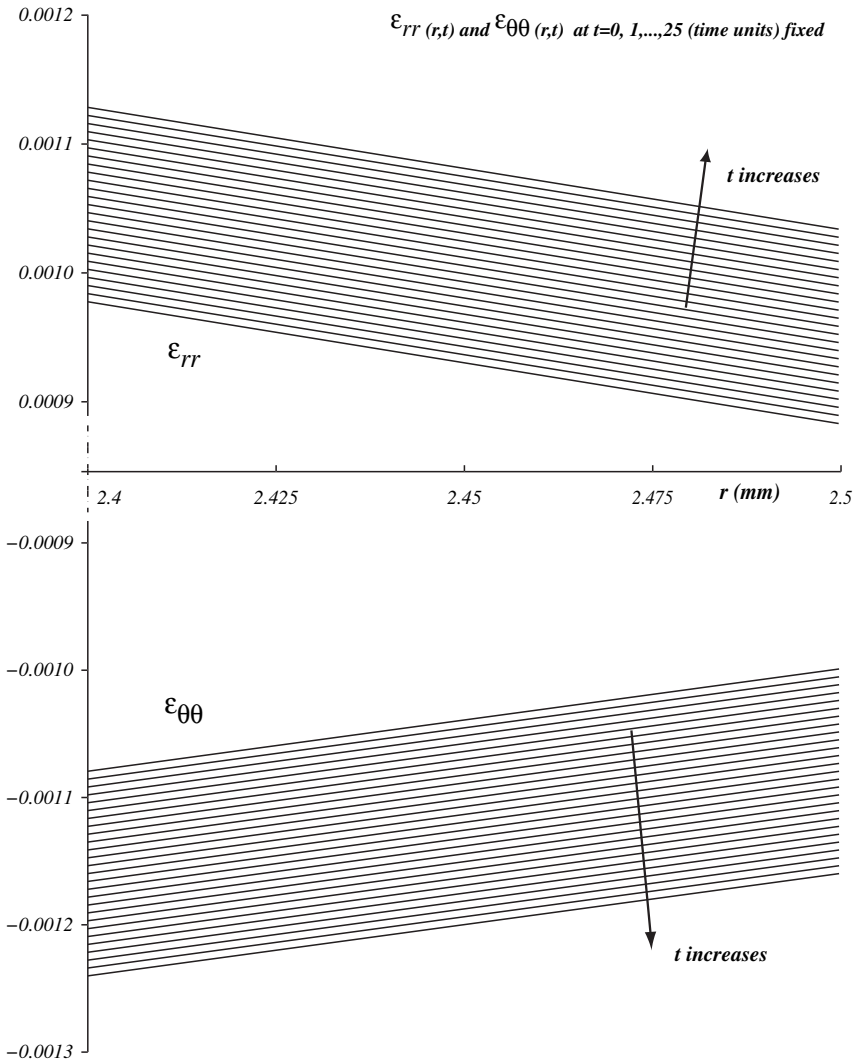 0.0012
εrr (r,t) and εθθ (r,t) at t=0, 1,...,25 (time units) fixed
0.0011
t increases
0.0010
εrr
0.0009
2.4 2.425 2.45 2.475 r (mm) 2.5
−0.0009
−0.0010
εθθ
−0.0011
−0.0012
t increases
−0.0013